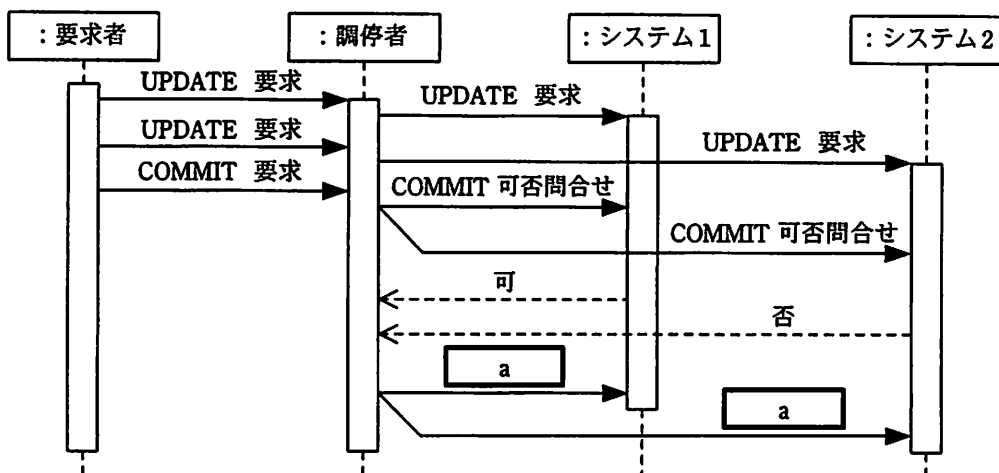 ：要求者
：調停者
：システム1
：システム2
UPDATE 要求
UPDATE 要求
UPDATE 要求
UPDATE 要求
COMMIT 要求
COMMIT 可否問合せ
COMMIT 可否問合せ
可
否
a
a